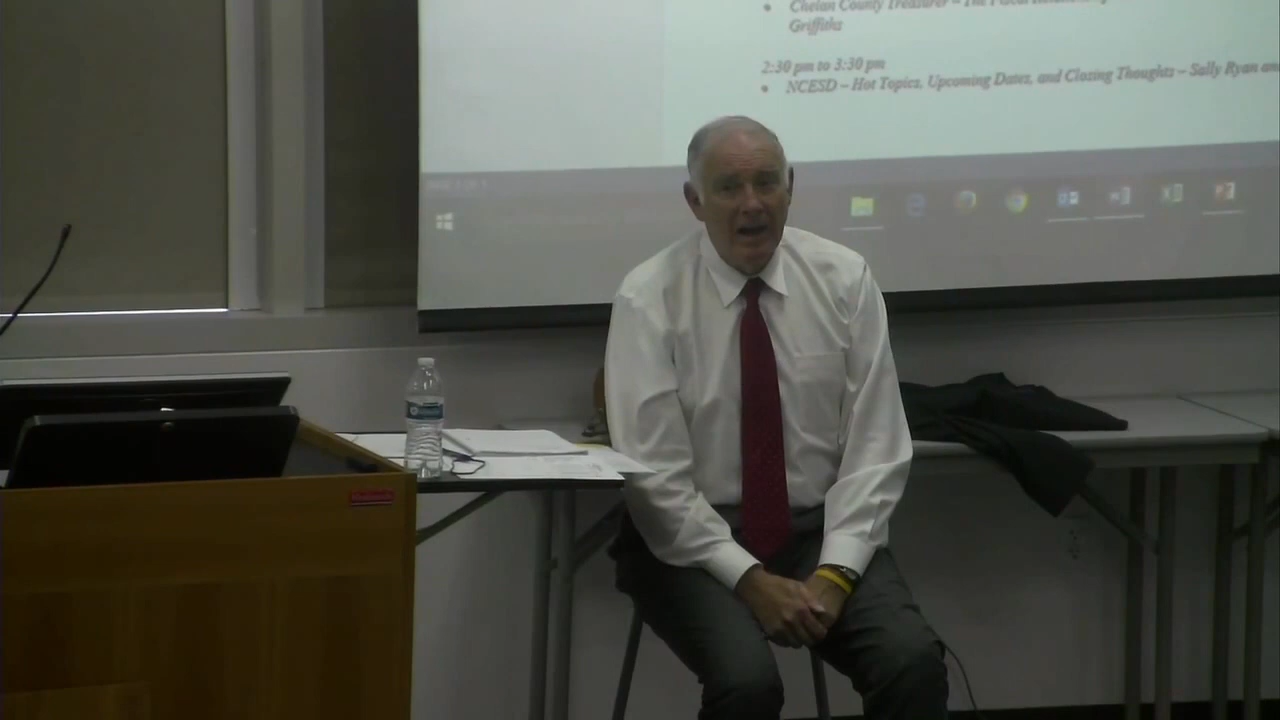 • Chelan County Treasurer – The Fiscal
Griffiths
2:30 pm to 3:30 pm
• NCESD – Hot Topics, Upcoming Dates, and Closing Thoughts – Sally Ryan and